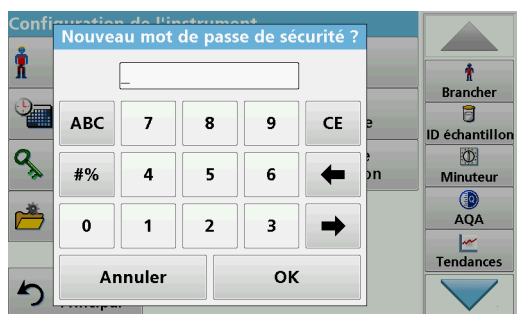 Configuration de l'instrument
Nouveau mot de passe de sécurité ?
_
ABC 7 8 9 CE
#% 4 5 6
0 1 2 3
Annuler OK
Principal
Brancher
ID échantillon
Minuteur
AQA
Tendances